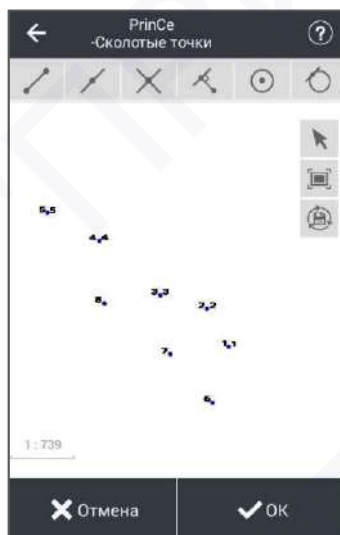 PrinCe
-Сколотые точки
5,5
4,4
8,
3,3
2,2
7,
1,1
6,
1:739
Отмена
ОК